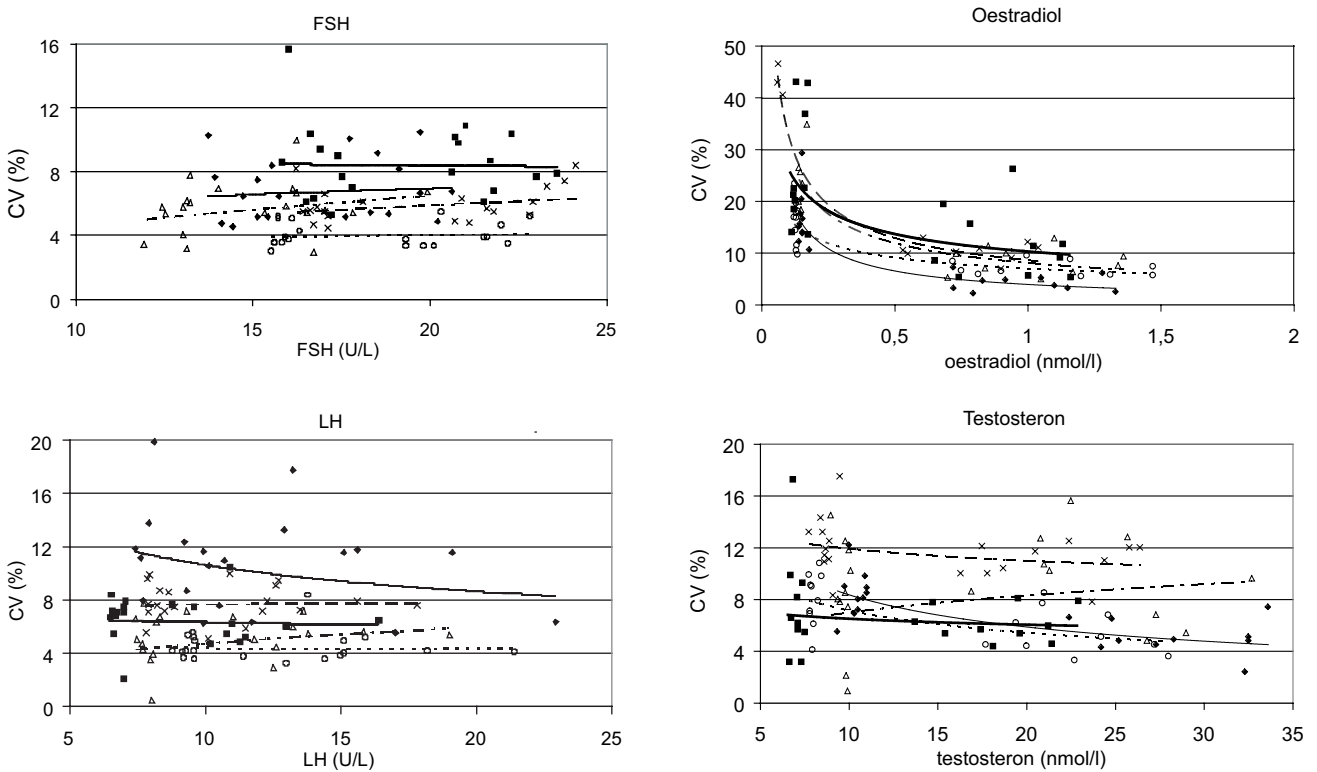 FSH
16
12
8
4
0
CV (%)
10 15 20 25
FSH (U/L)
Oestradiol
50
40
30
20
10
0
CV (%)
0 0,5 1 1,5 2
oestradiol (nmol/l)
LH
20
16
12
8
4
0
CV (%)
5 10 15 20 25
LH (U/L)
Testosteron
20
16
12
8
4
0
CV (%)
5 10 15 20 25 30 35
testosteron (nmol/l)